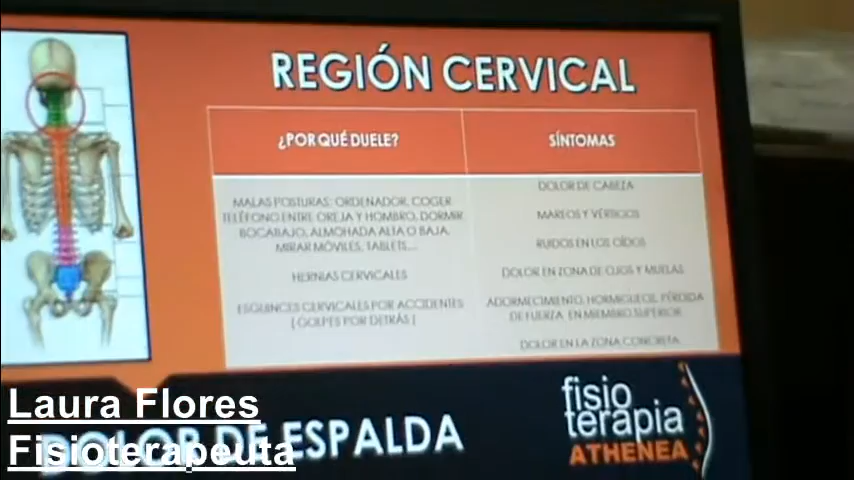 REGIÓN CERVICAL
¿POR QUÉ DUELE?
SÍNTOMAS
MALAS POSTURAS: ORDENADOR, COGER
TELÉFONO ENTRE OREJA Y HOMBRO, DORMIR
BOCABAJO, ALMOHADA ALTA O BAJA,
MIRAR MÓVILES, TABLETS....
HERNIAS CERVICALES
ESGUINCES CERVICALES POR ACCIDENTES
( GOLPES POR DETRÁS )
DOLOR DE CABEZA
MAREOS Y VÉRTIGOS
RUIDOS EN LOS OÍDOS
DOLOR EN ZONA DE OJOS Y MUELAS
ADORMECIMIENTO, HORMIGUEO, PÉRDIDA
DE FUERZA EN MIEMBRO SUPERIOR
DOLOR EN LA ZONA CONCRETA
Laura Flores
Fisioterapeuta
DOLOR DE ESPALDA
fisio
terapia
ATHENEA